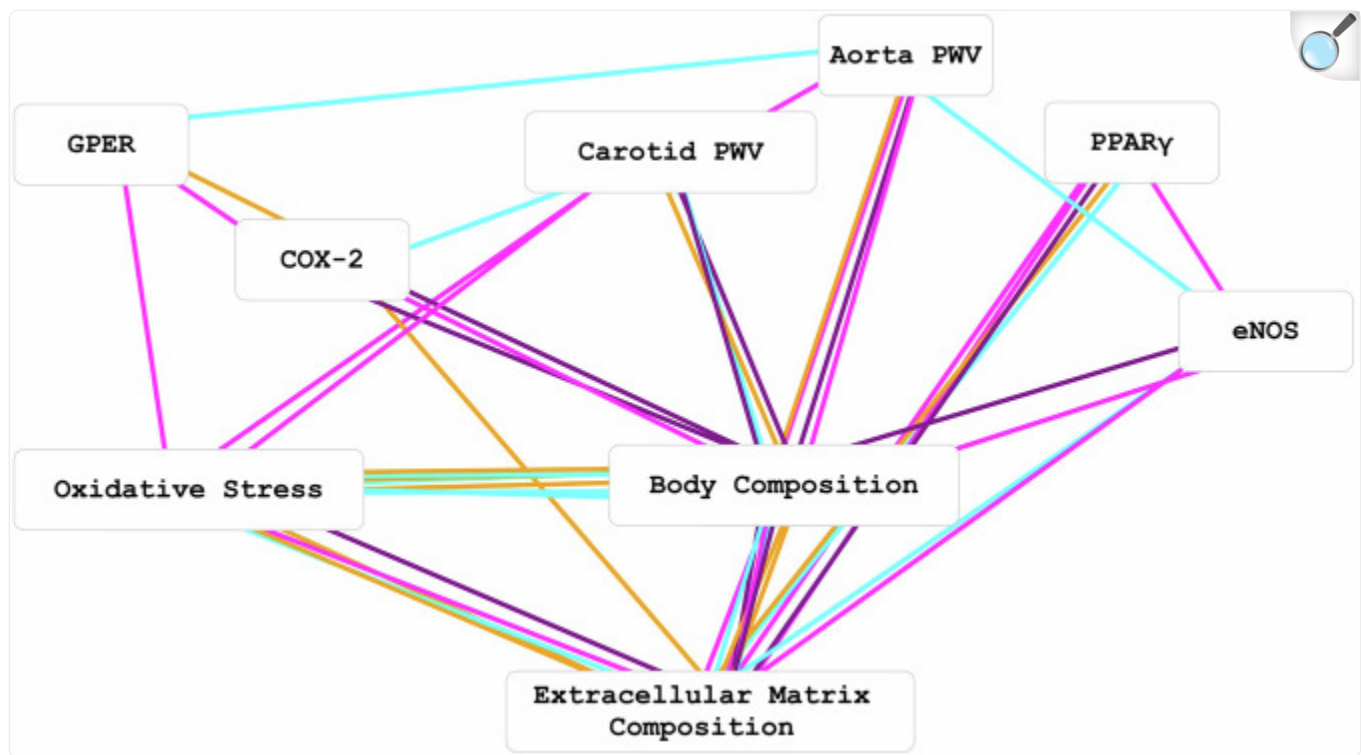 Aorta PWV
GPER
Carotid PWV
PPARγ
COX-2
eNOS
Oxidative Stress
Body Composition
Extracellular Matrix
Composition